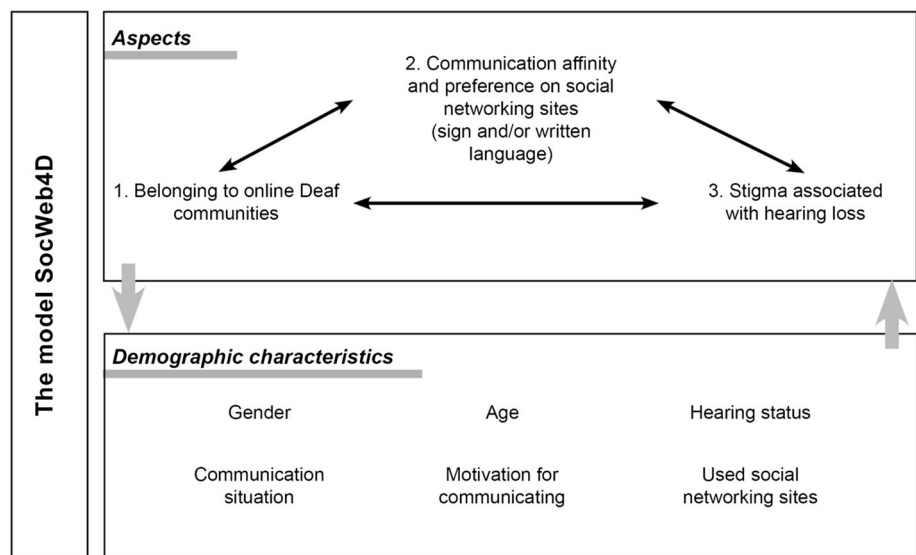 The model SocWeb4D
Aspects
2. Communication affinity
and preference on social
networking sites
(sign and/or written
language)
1. Belonging to online Deaf
communities
3. Stigma associated
with hearing loss
Demographic characteristics
Gender
Age
Hearing status
Communication
situation
Motivation for
communicating
Used social
networking sites